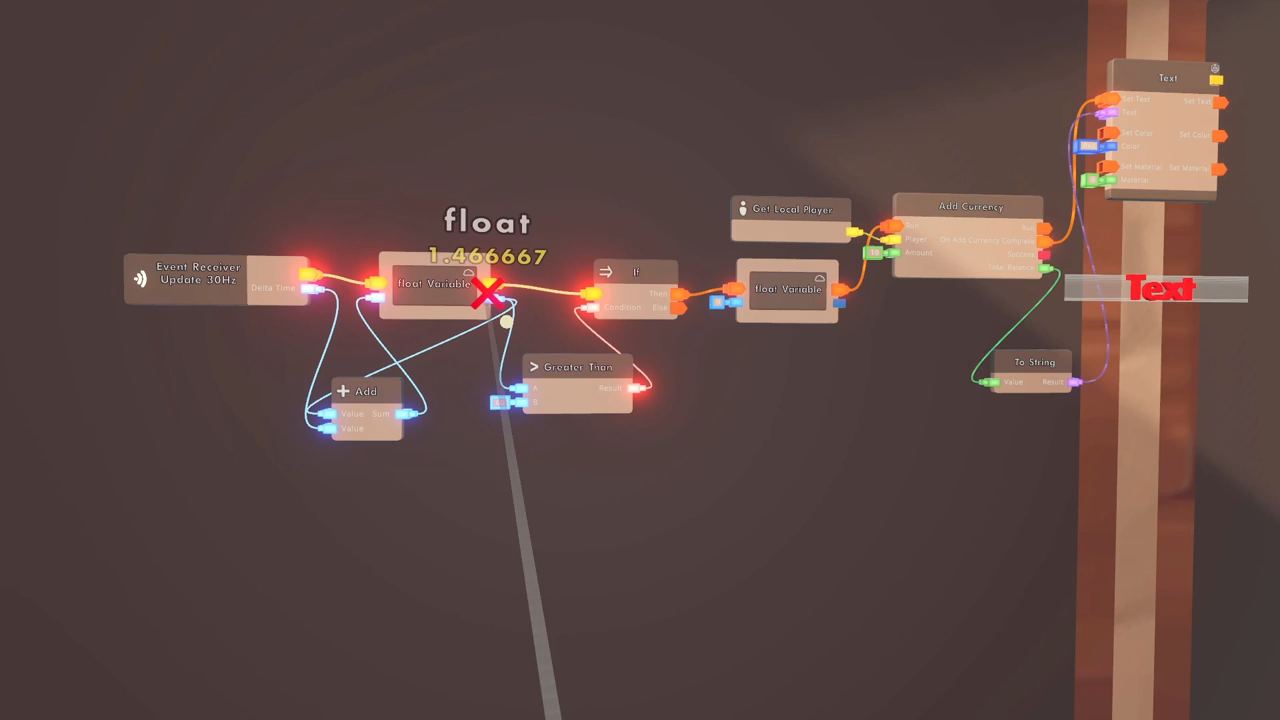 Text
Set Text
Set Text
Text
Set Color
Set Color
Color
Set Material
Set Material
Material
Get Local Player
Add Currency
Run
Run
Player
On Add Currency Complete
10
Amount
Success
Total Balance
float
1.466667
Event Receiver
Update 30Hz
Delta Time
float Variable
If
Then
Condition
Else
float Variable
Text
Add
Value
Sum
Value
Greater Than
A
Result
B
To String
Value
Result